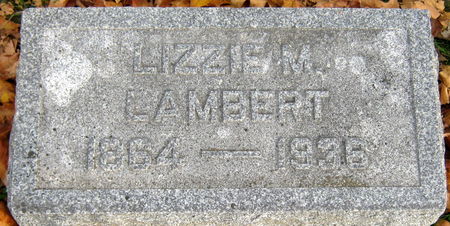 LIZZIE M.
LAMBERT
1864 — 1936